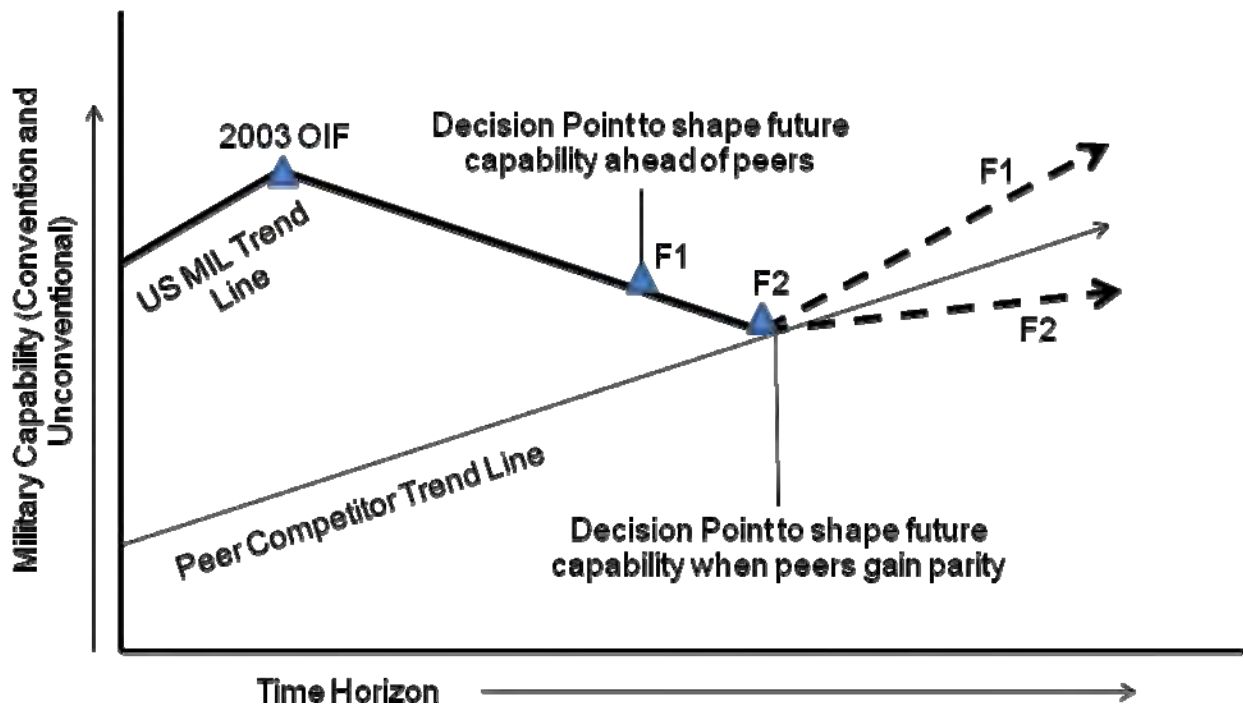 Military Capability (Convention and
Unconventional)
2003 OIF
US MIL Trend
Line
Decision Point to shape future
capability ahead of peers
F1
F2
F1
F2
Peer Competitor Trend Line
Decision Point to shape future
capability when peers gain parity
Time Horizon